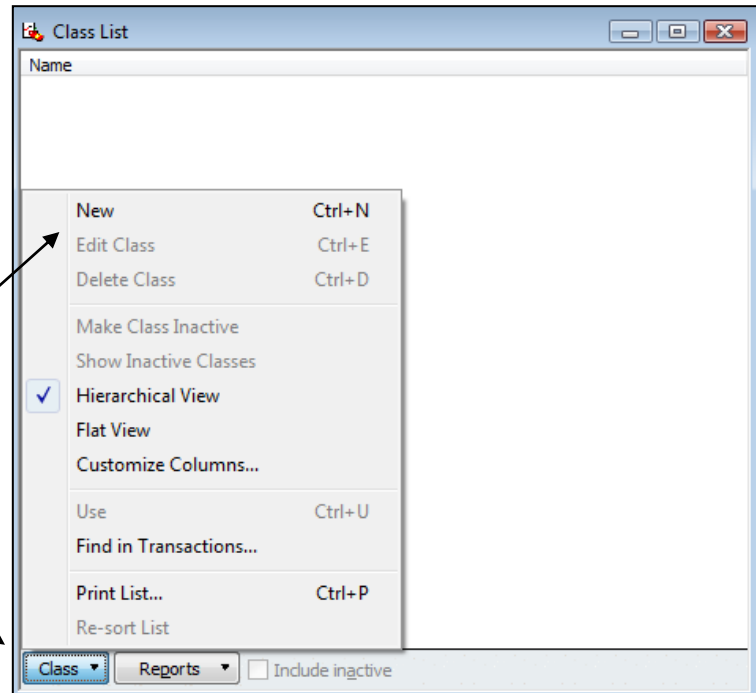 Class List
Name
New Ctrl+N
Edit Class Ctrl+E
Delete Class Ctrl+D
Make Class Inactive
Show Inactive Classes
Hierarchical View
Flat View
Customize Columns...
Use Ctrl+U
Find in Transactions...
Print List... Ctrl+P
Re-sort List
Class Reports Include inactive